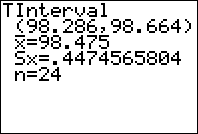 TInterval
(98.286,98.664)
x̄=98.475
Sx=.4474565804
n=24